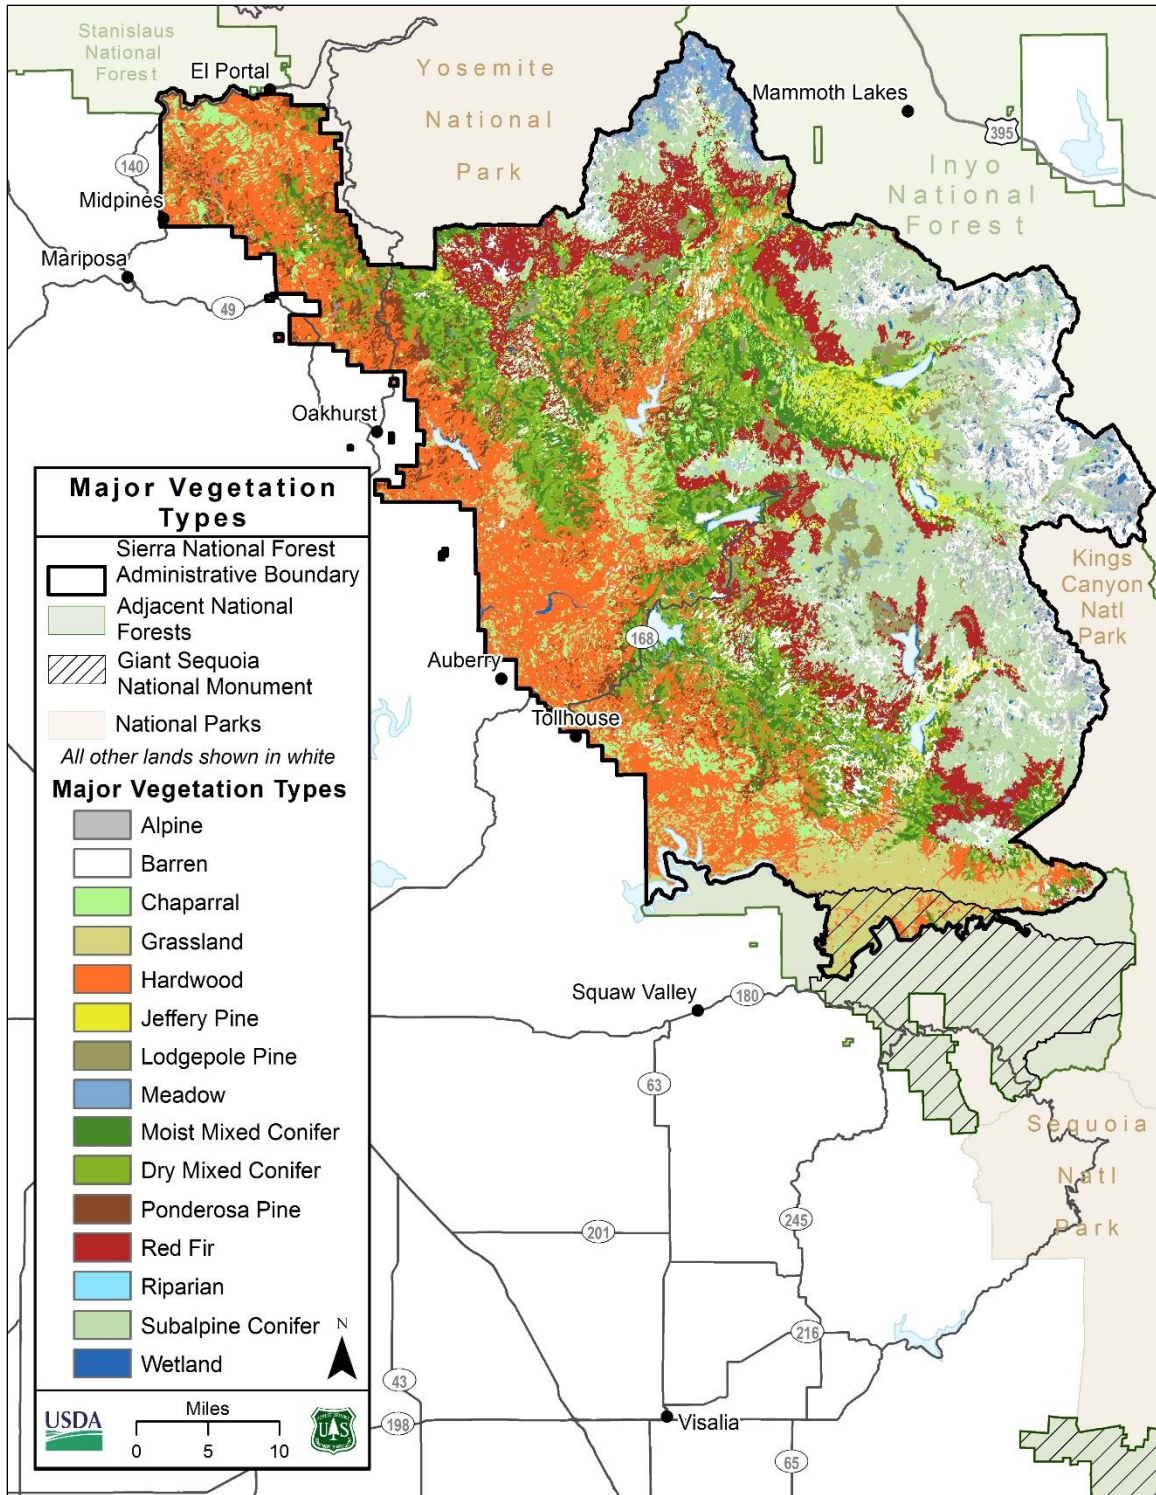 Stanislaus
National
Forest
El Portal
Yosemite
National
Park
Mammoth Lakes
395
Inyo
National
Forest
140
Midpines
Mariposa
49
Oakhurst
Kings
Canyon
Natl
Park
168
Auberry
Tollhouse
Squaw Valley
180
63
Sequoia
Natl
Park
201
245
216
43
198
Visalia
65
Major Vegetation
Types
Sierra National Forest
Administrative Boundary
Adjacent National
Forests
Giant Sequoia
National Monument
National Parks
All other lands shown in white
Major Vegetation Types
Alpine
Barren
Chaparral
Grassland
Hardwood
Jeffery Pine
Lodgepole Pine
Meadow
Moist Mixed Conifer
Dry Mixed Conifer
Ponderosa Pine
Red Fir
Riparian
Subalpine Conifer
Wetland
N
USDA
Miles
0 5 10